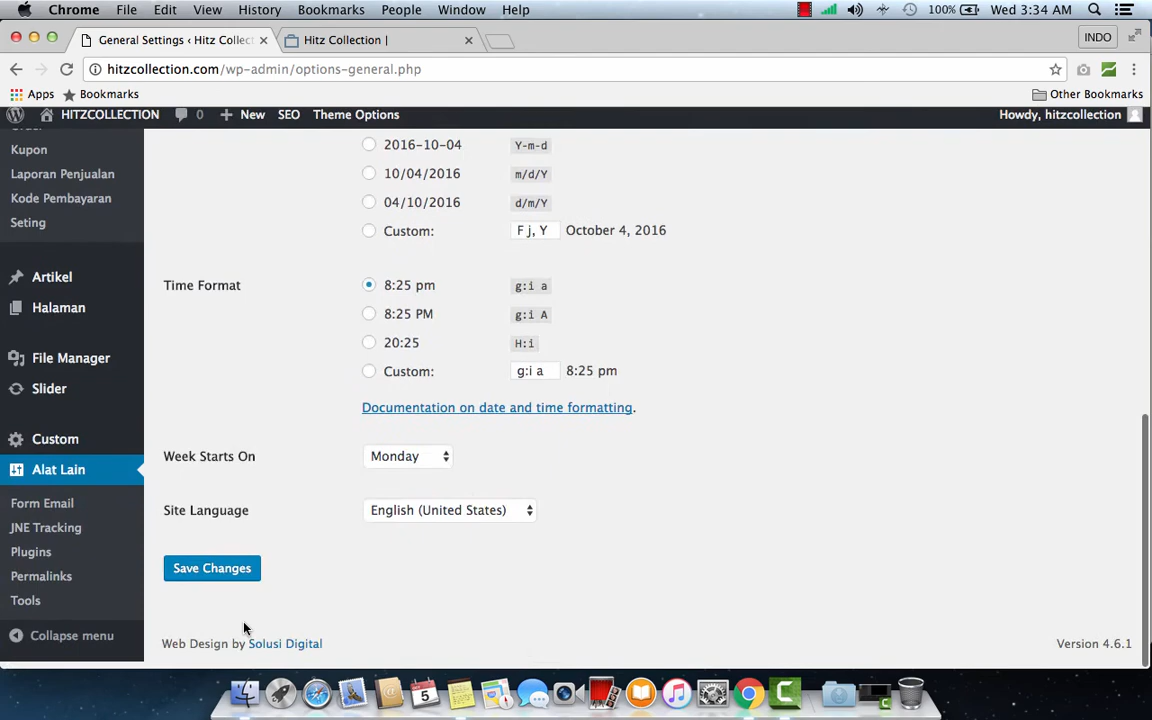 Chrome File Edit View History Bookmarks People Window Help 100% Wed 3:34 AM
General Settings ‹ Hitz Collect
Hitz Collection |
INDO
hitzcollection.com/wp-admin/options-general.php
Apps Bookmarks Other Bookmarks
HITZCOLLECTION 0 New SEO Theme Options Howdy, hitzcollection
Kupon
Laporan Penjualan
Kode Pembayaran
Seting
Artikel
Halaman
File Manager
Slider
Custom
Alat Lain
Form Email
JNE Tracking
Plugins
Permalinks
Tools
Collapse menu
2016-10-04 Y-m-d
10/04/2016 m/d/Y
04/10/2016 d/m/Y
Custom: F j, Y October 4, 2016
Time Format 8:25 pm g:i a
8:25 PM g:i A
20:25 H:i
Custom: g:i a 8:25 pm
Documentation on date and time formatting.
Week Starts On Monday
Site Language English (United States)
Save Changes
Web Design by Solusi Digital Version 4.6.1
5